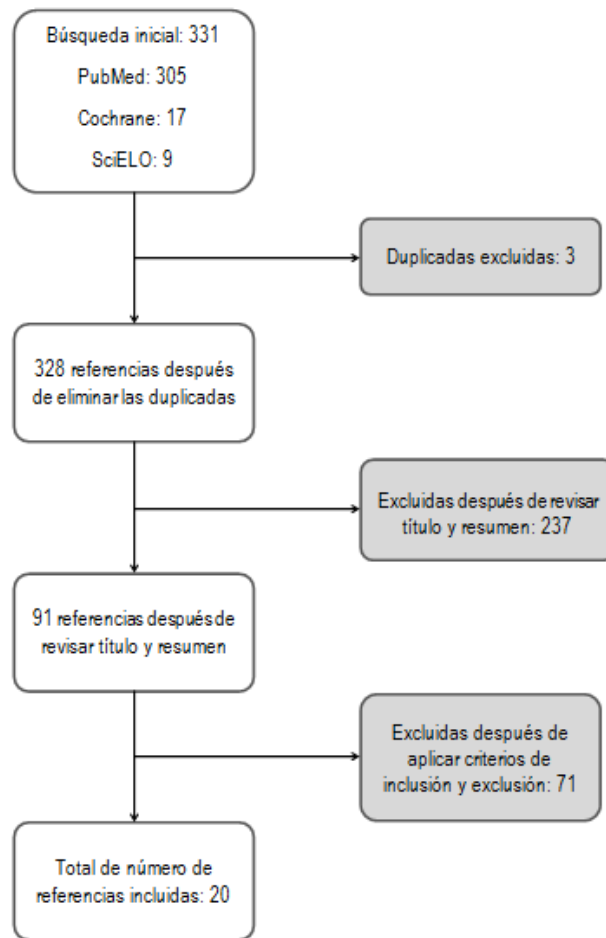 Búsqueda inicial: 331
PubMed: 305
Cochrane: 17
SciELO: 9
Duplicadas excluidas: 3
328 referencias después
de eliminar las duplicadas
Excluidas después de revisar
título y resumen: 237
91 referencias después de
revisar título y resumen
Excluidas después de
aplicar criterios de
inclusión y exclusión: 71
Total de número de
referencias incluidas: 20